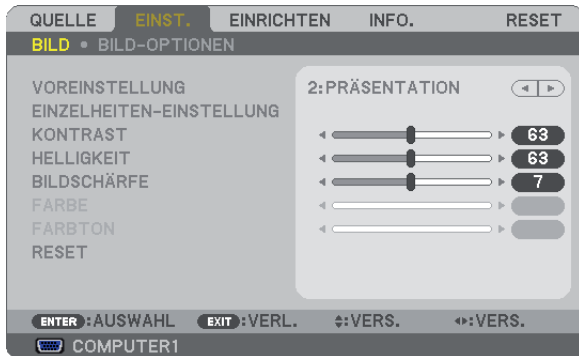 QUELLE EINST. EINRICHTEN INFO. RESET
BILD • BILD-OPTIONEN
VOREINSTELLUNG 2:PRÄSENTATION
EINZELHEITEN-EINSTELLUNG
KONTRAST 63
HELLIGKEIT 63
BILDSCHÄRFE 7
FARBE
FARBTON
RESET
ENTER :AUSWAHL EXIT :VERL. :VERS. :VERS.
COMPUTER1